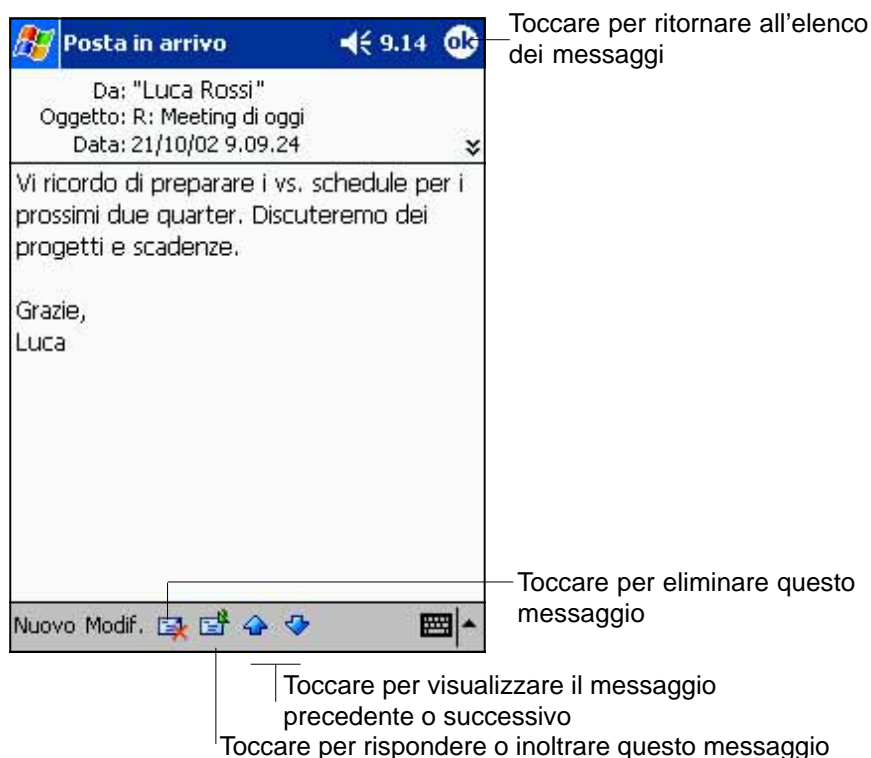 Posta in arrivo 9.14 ok
Toccare per ritornare all'elenco
dei messaggi
Da: "Luca Rossi"
Oggetto: R: Meeting di oggi
Data: 21/10/02 9.09.24
Vi ricordo di preparare i vs. schedule per i
prossimi due quarter. Discuteremo dei
progetti e scadenze.
Grazie,
Luca
Toccare per eliminare questo
messaggio
Nuovo Modif.
Toccare per visualizzare il messaggio
precedente o successivo
Toccare per rispondere o inoltrare questo messaggio